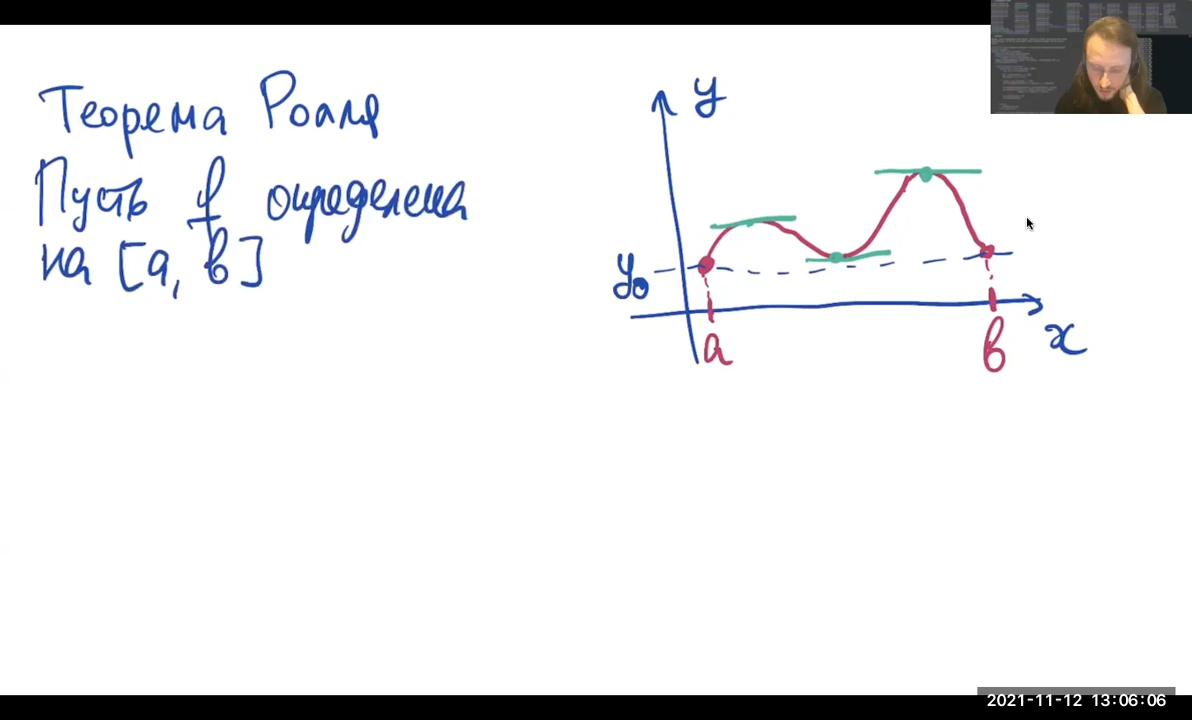 Теорема Ролля
Пусть f определена
на [a, b]
y
y₀
a
b
x
2021-11-12 13:06:06